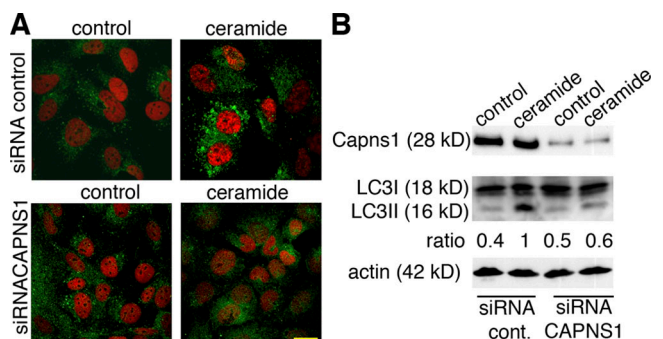 A
control ceramide
siRNA control
control ceramide
siRNACAPNS1
B
control ceramide control ceramide
Capns1 (28 kD)
LC3I (18 kD)
LC3II (16 kD)
ratio 0.4 1 0.5 0.6
actin (42 kD)
siRNA siRNA
cont. CAPNS1